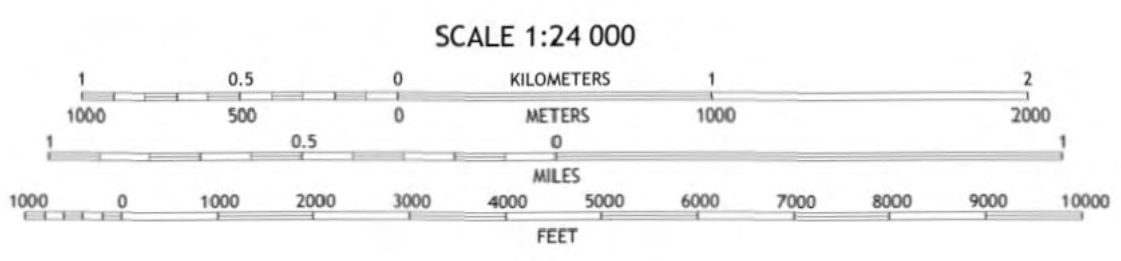 SCALE 1:24 000
1 0.5 0 KILOMETERS 1 2
1000 500 0 METERS 1000 2000
1 0.5 0 1
MILES
1000 0 1000 2000 3000 4000 5000 6000 7000 8000 9000 10000
FEET